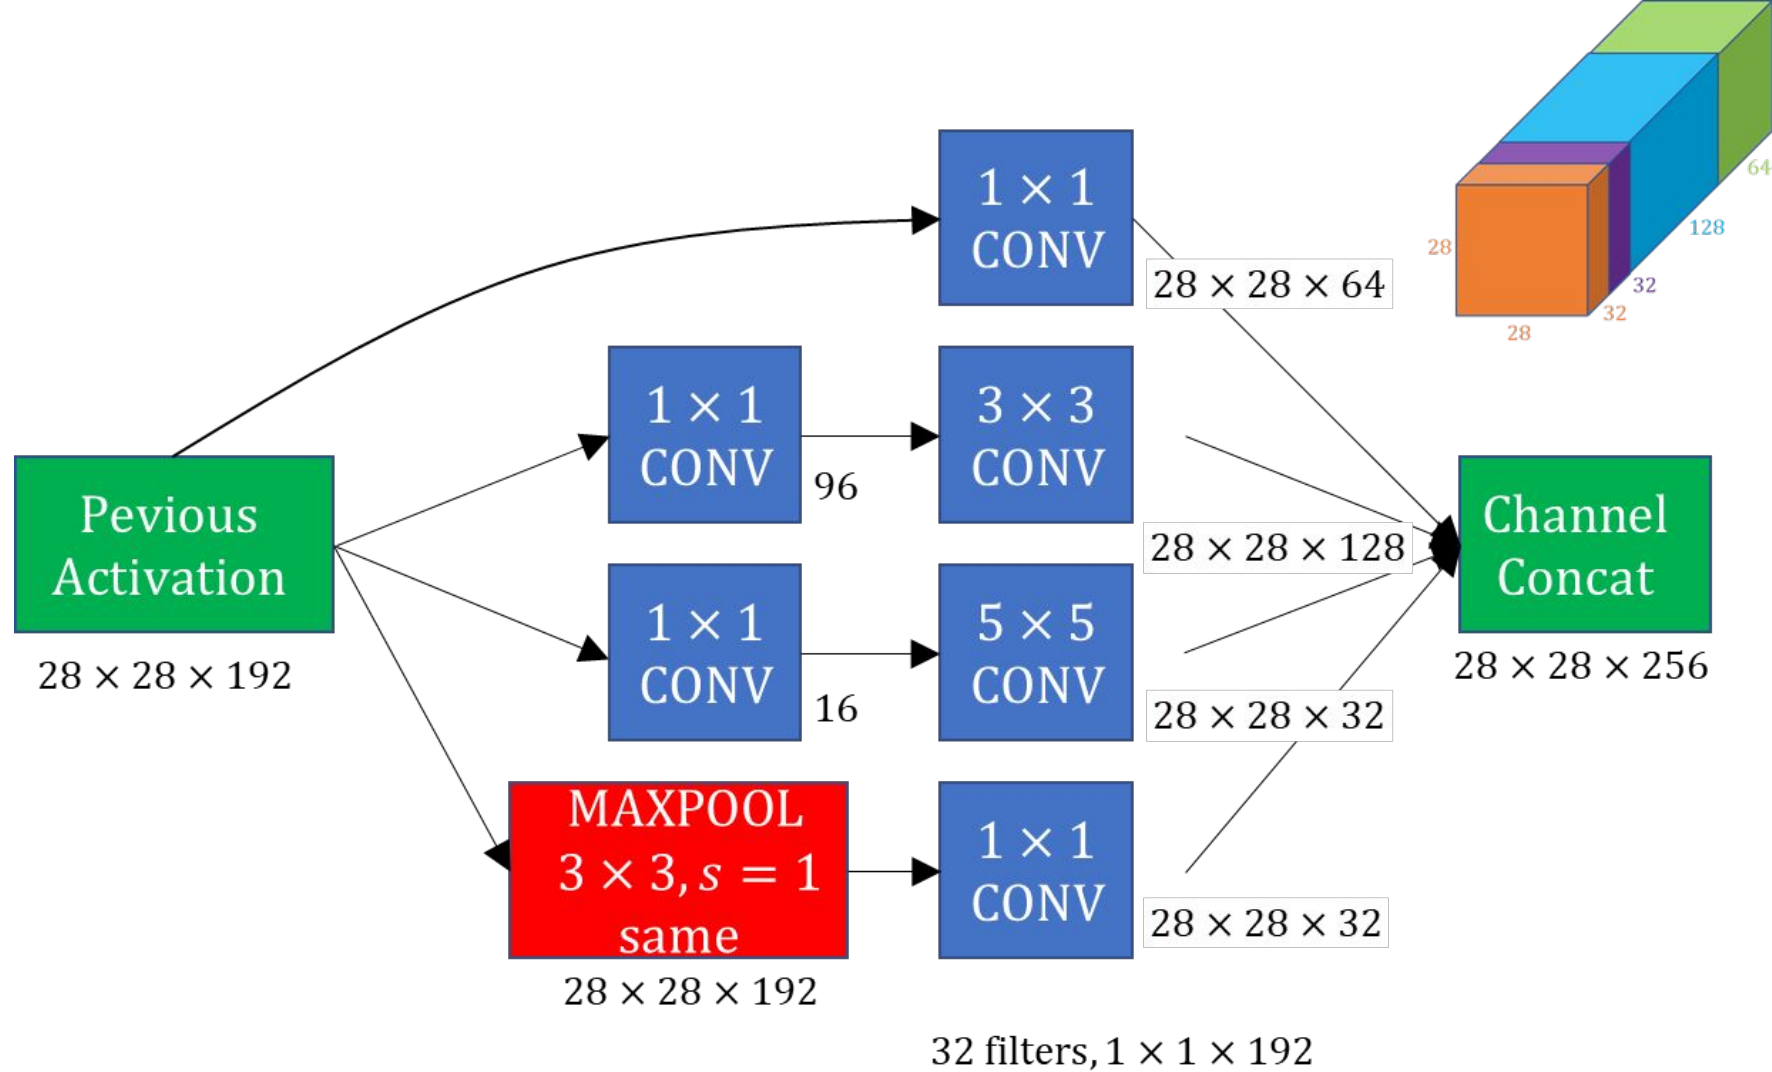 1 × 1
CONV
28 × 28 × 64
64
128
32
32
28
28
1 × 1
CONV
96
3 × 3
CONV
28 × 28 × 128
Pevious
Activation
28 × 28 × 192
Channel
Concat
28 × 28 × 256
1 × 1
CONV
16
5 × 5
CONV
28 × 28 × 32
MAXPOOL
3 × 3, s = 1
same
28 × 28 × 192
1 × 1
CONV
28 × 28 × 32
32 filters, 1 × 1 × 192